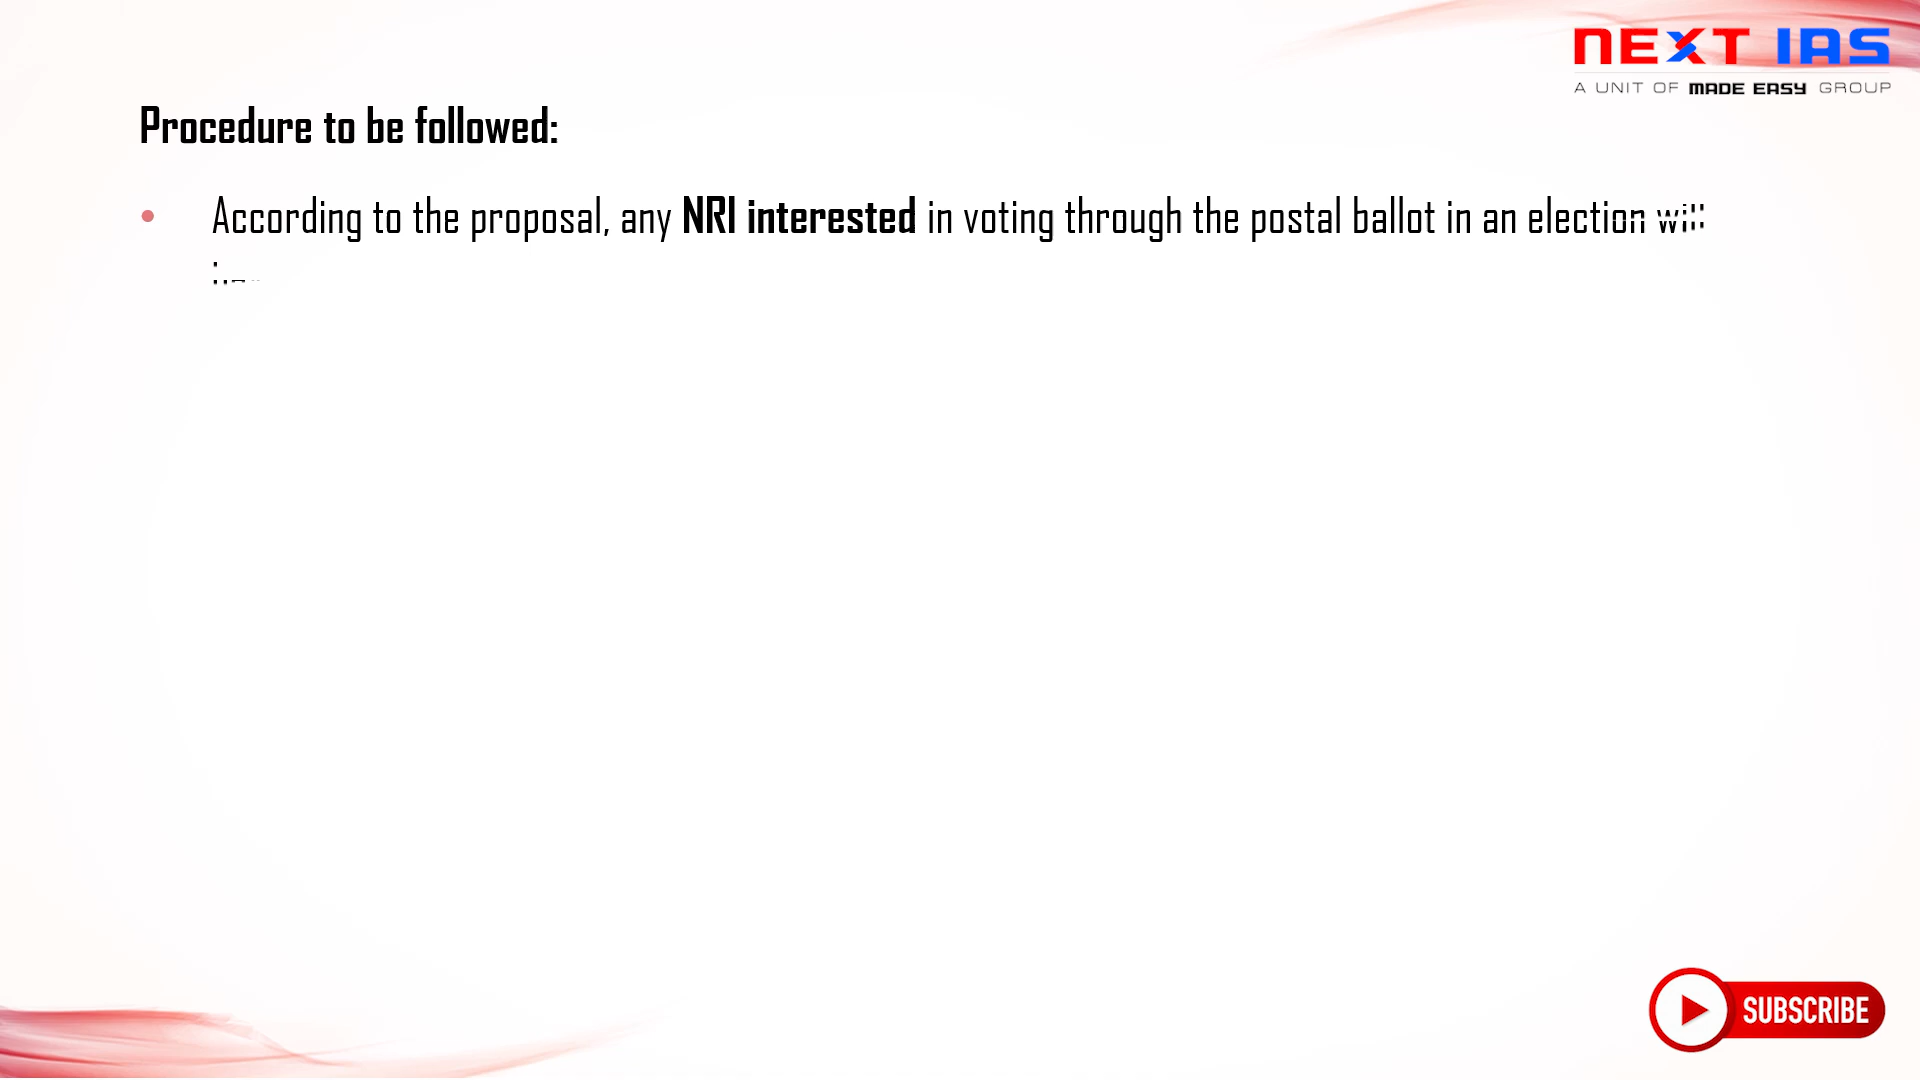 NEXT IAS
A UNIT OF MADE EASY GROUP
Procedure to be followed:
• According to the proposal, any NRI interested in voting through the postal ballot in an election will
SUBSCRIBE